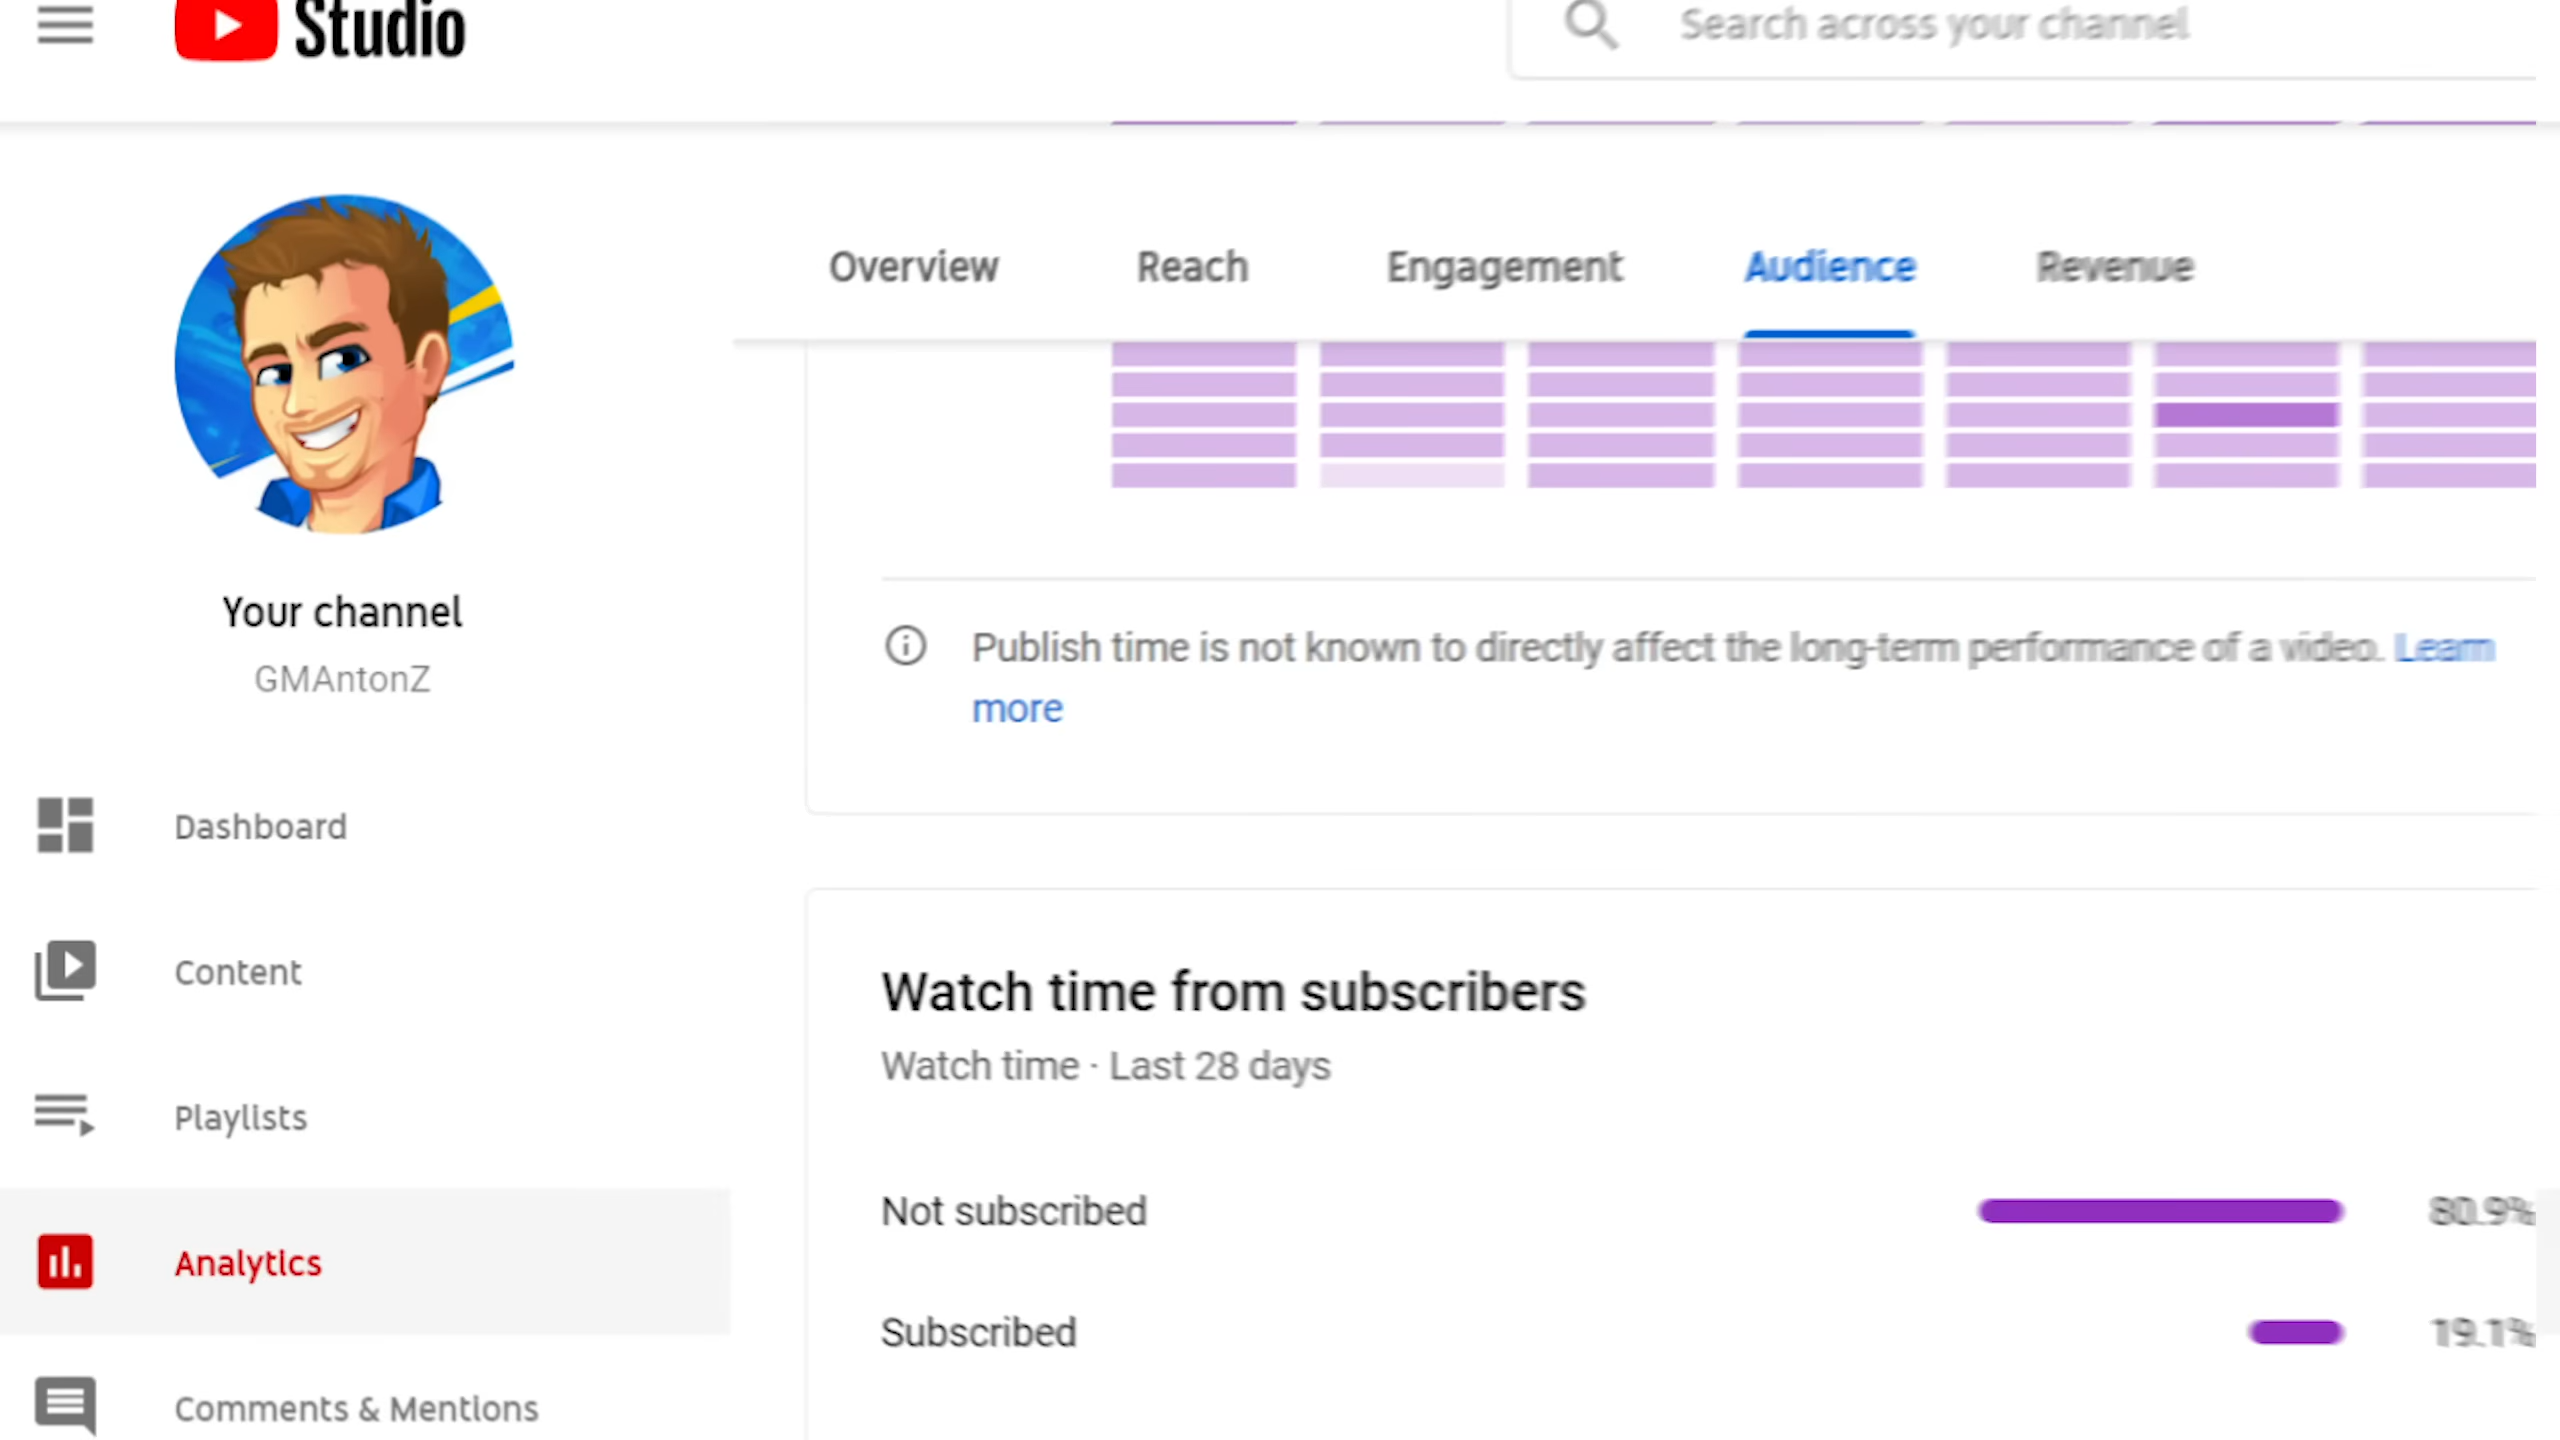 Studio
Search across your channel
Overview Reach Engagement Audience Revenue
Your channel
GMAntonZ
Publish time is not known to directly affect the long-term performance of a video. Learn
more
Dashboard
Content
Playlists
Analytics
Comments & Mentions
Watch time from subscribers
Watch time · Last 28 days
Not subscribed 80.9%
Subscribed 19.1%